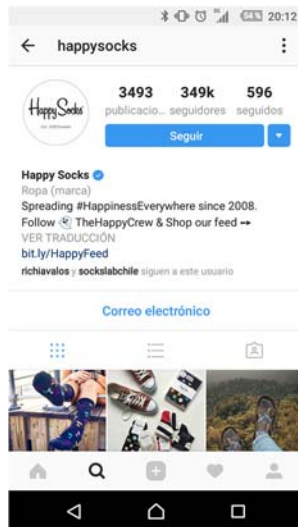 54% 20:12
happysocks
3493 349k 596
publicacio... seguidores seguidos
Seguir
Happy Socks
Happy Socks
Ropa (marca)
Spreading #HappinessEverywhere since 2008.
Follow TheHappyCrew & Shop our feed
VER TRADUCCIÓN
bit.ly/HappyFeed
richiavalos y sockslabchile siguen a este usuario
Correo electrónico